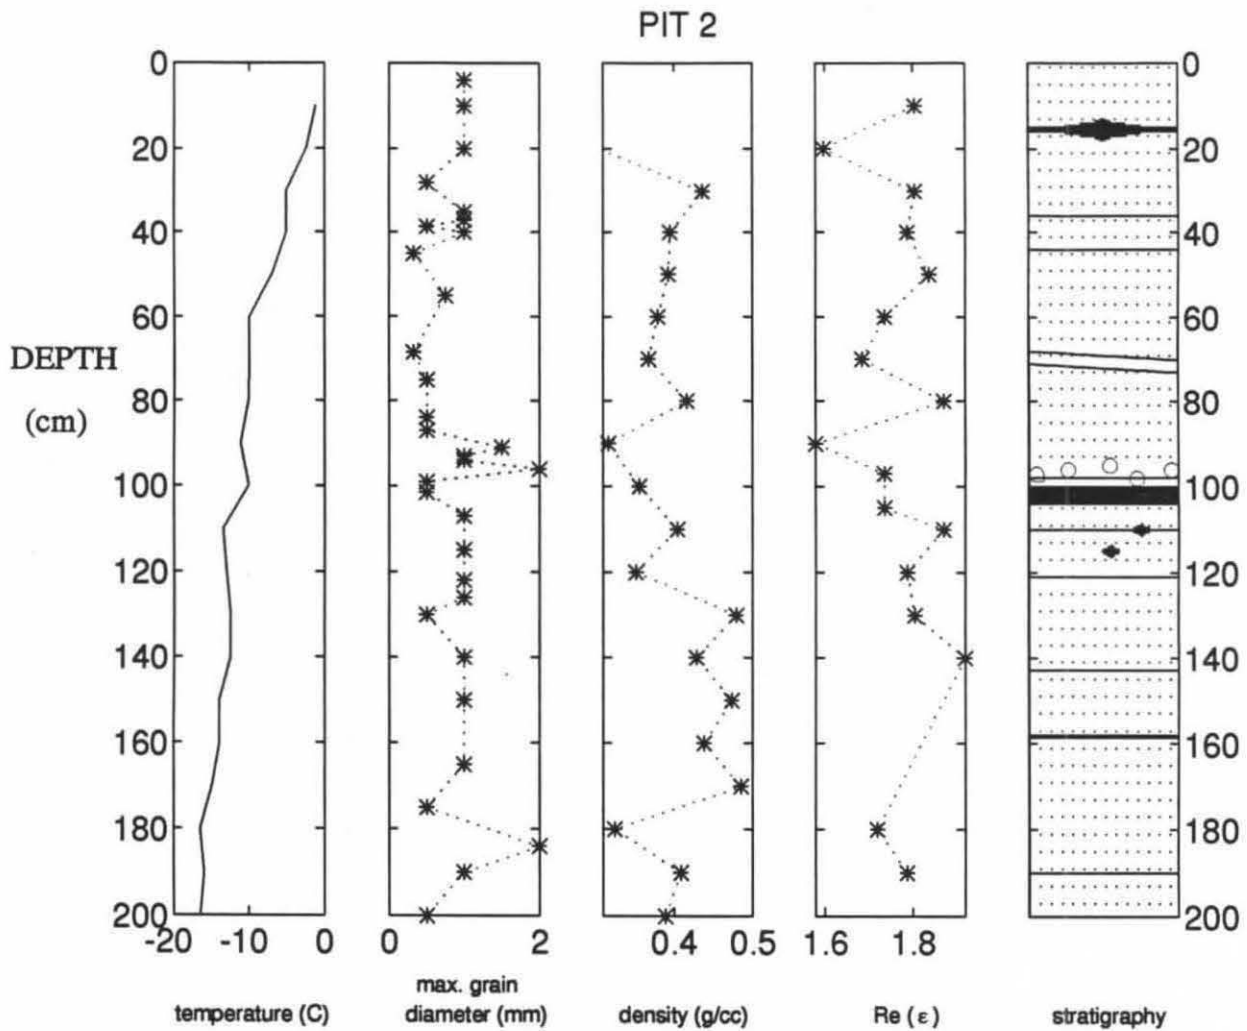 PIT 2
0
20
40
60
80
100
120
140
160
180
200
DEPTH
(cm)
0
20
40
60
80
100
120
140
160
180
200
-20 -10 0
0 2
0.4 0.5
1.6 1.8
temperature (C)
max. grain
diameter (mm)
density (g/cc)
Re ( ε )
stratigraphy